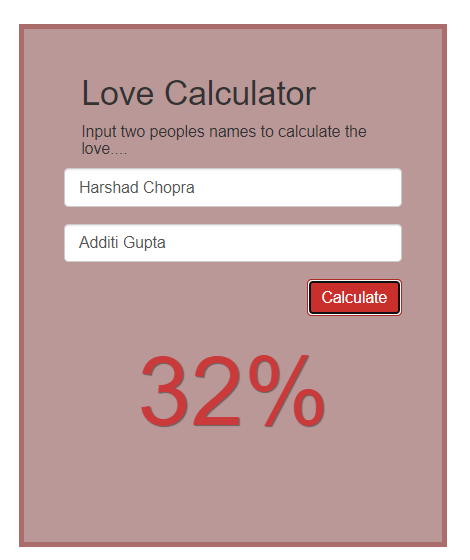 Love Calculator
Input two peoples names to calculate the
love....
Harshad Chopra
Additi Gupta
Calculate
32%